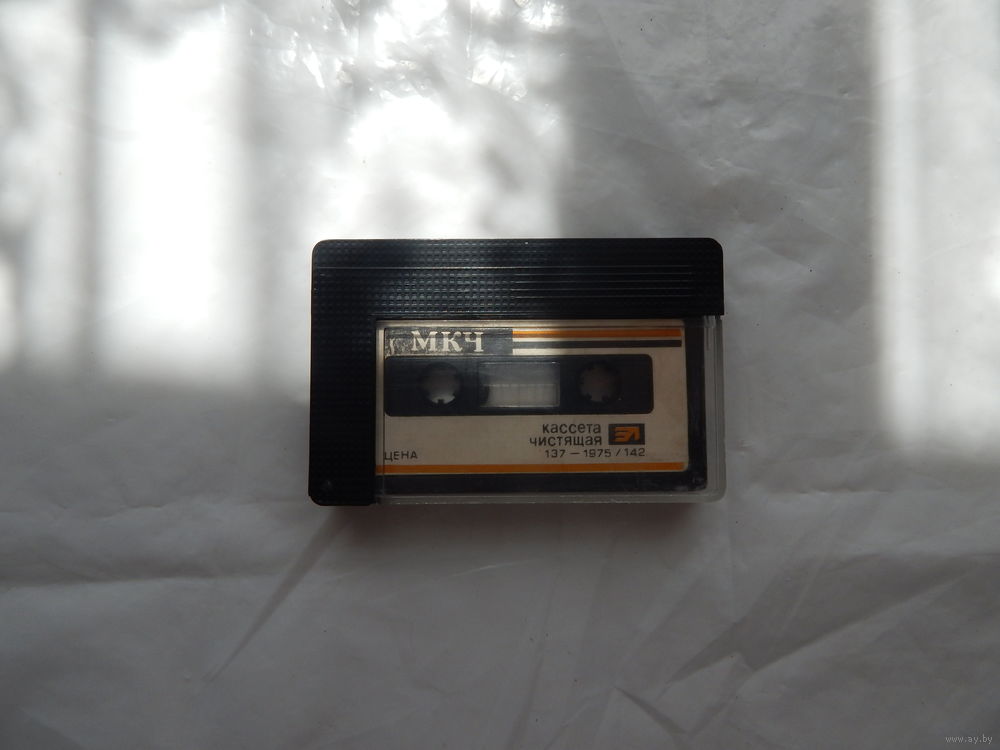 МКЧ
кассета
чистящая
137 — 1975 / 142
ЦЕНА
www.ay.by